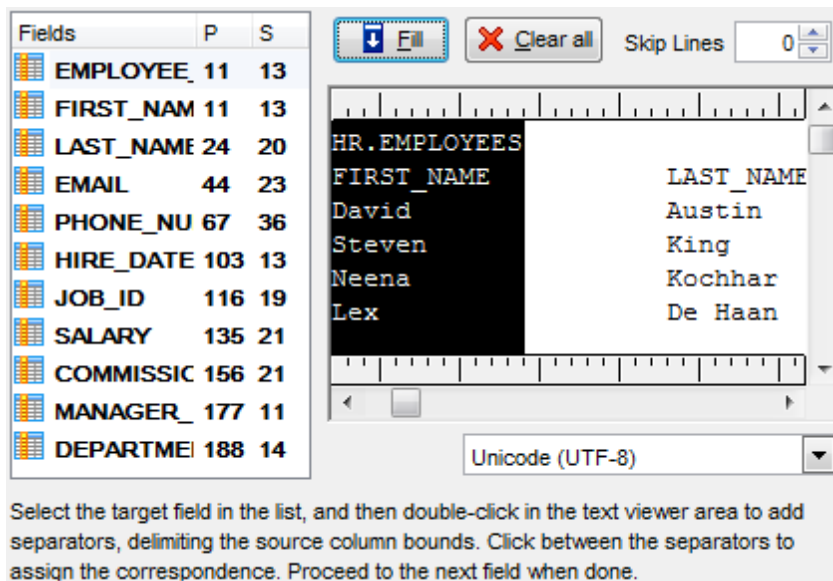 Fields P S
EMPLOYEE_ 11 13
FIRST_NAM 11 13
LAST_NAME 24 20
EMAIL 44 23
PHONE_NU 67 36
HIRE_DATE 103 13
JOB_ID 116 19
SALARY 135 21
COMMISSIC 156 21
MANAGER_ 177 11
DEPARTMEI 188 14
Fill Clear all Skip Lines 0
HR.EMPLOYEES
FIRST_NAME LAST_NAME
David Austin
Steven King
Neena Kochhar
Lex De Haan
Unicode (UTF-8)
Select the target field in the list, and then double-click in the text viewer area to add
separators, delimiting the source column bounds. Click between the separators to
assign the correspondence. Proceed to the next field when done.